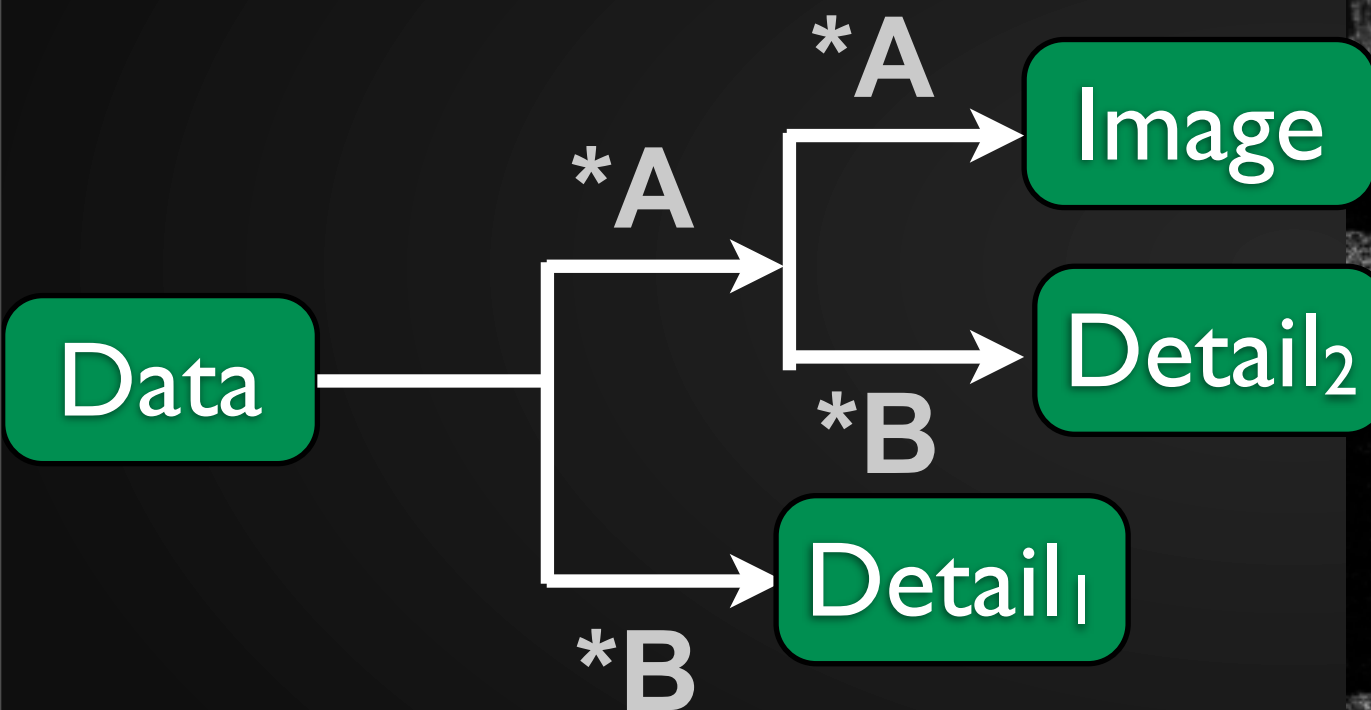 *A
Image
*A
Detail₂
Data
*B
Detail₁
*B